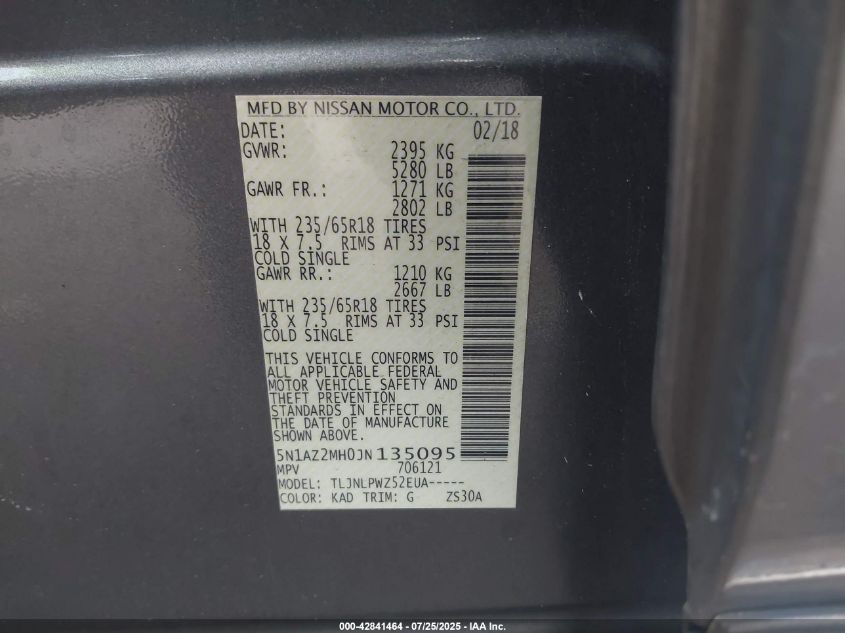 MFD BY NISSAN MOTOR CO., LTD.
DATE: 02/18
GVWR: 2395 KG
5280 LB
GAWR FR.: 1271 KG
2802 LB
WITH 235/65R18 TIRES
18 X 7.5 RIMS AT 33 PSI
COLD SINGLE
GAWR RR.: 1210 KG
2667 LB
WITH 235/65R18 TIRES
18 X 7.5 RIMS AT 33 PSI
COLD SINGLE
THIS VEHICLE CONFORMS TO
ALL APPLICABLE FEDERAL
MOTOR VEHICLE SAFETY AND
THEFT PREVENTION
STANDARDS IN EFFECT ON
THE DATE OF MANUFACTURE
SHOWN ABOVE.
5N1AZ2MH0JN135095
MPV 706121
MODEL: TLJNLPWZ52EUA-----
COLOR: KAD TRIM: G ZS30A
000-42841464 - 07/25/2025 - IAA Inc.